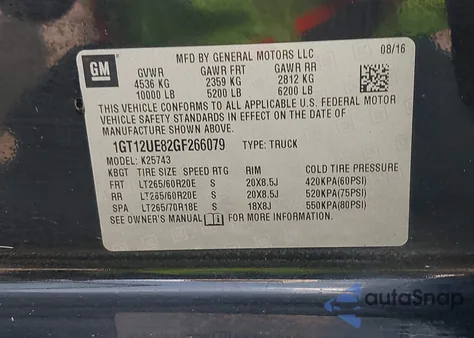 MFD BY GENERAL MOTORS LLC 08/16
GM
GVWR GAWR FRT GAWR RR
4536 KG 2359 KG 2812 KG
10000 LB 5200 LB 6200 LB
THIS VEHICLE CONFORMS TO ALL APPLICABLE U.S. FEDERAL MOTOR
VEHICLE SAFETY STANDARDS IN EFFECT ON THE DATE OF
MANUFACTURE SHOWN ABOVE.
1GT12UE82GF266079 TYPE: TRUCK
MODEL: K25743
KBGT TIRE SIZE SPEED RTG RIM COLD TIRE PRESSURE
FRT LT265/60R20E S 20X8.5J 420KPA(60PSI)
RR LT265/60R20E S 20X8.5J 520KPA(75PSI)
SPA LT265/70R18E S 18X8J 550KPA(80PSI)
SEE OWNER'S MANUAL FOR MORE INFORMATION.
autoSnap